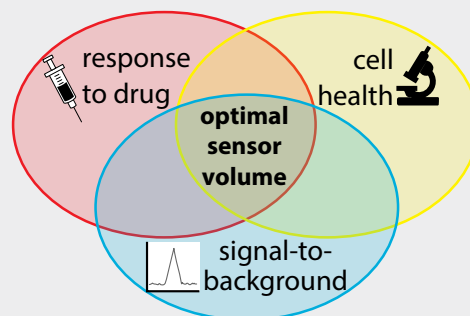 response
to drug
cell
health
optimal
sensor
volume
signal-to-
background